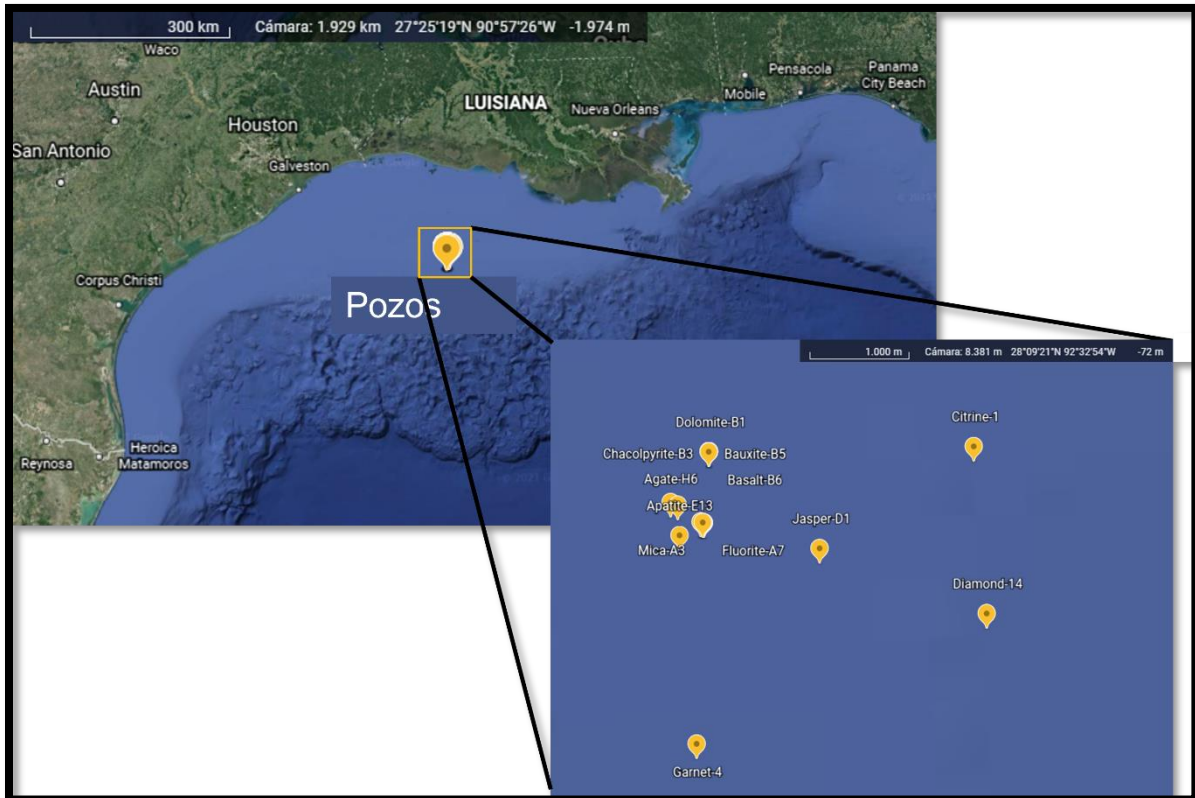 300 km Cámara: 1.929 km 27°25'19"N 90°57'26"W -1.974 m
Waco
Austin
Pensacola
Panama
City Beach
Mobile
LUISIANA
Nueva Orleans
Houston
San Antonio
Galveston
Corpus Christi
Pozos
Heroica
Matamoros
Reynosa
1.000 m Cámara: 8.381 m 28°09'21"N 92°32'54"W -72 m
Dolomite-B1
Citrine-1
Chacolpyrite-B3
Bauxite-B5
Agate-H6
Basalt-B6
Apatite-E13
Jasper-D1
Mica-A3
Fluorite-A7
Diamond-14
Garnet-4